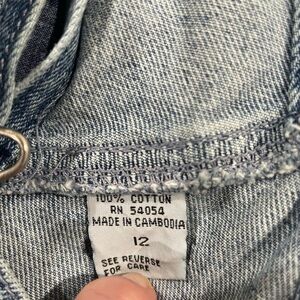 100% COTTON
RN 54054
MADE IN CAMBODIA
12
SEE REVERSE
FOR CARE